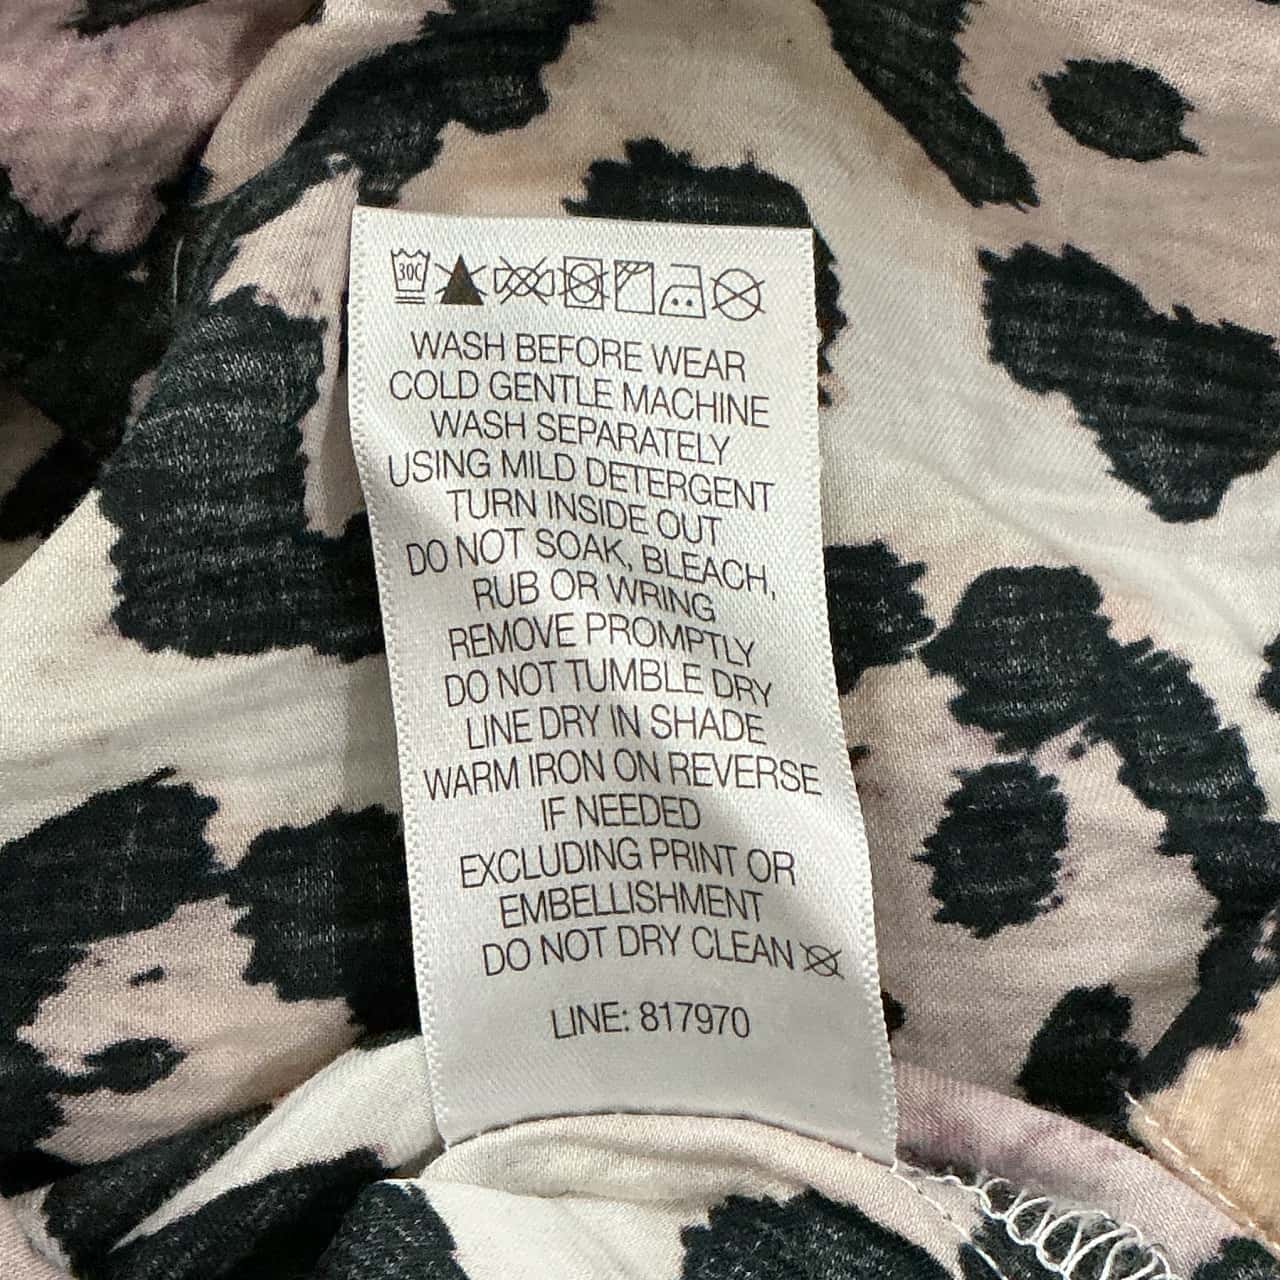 30C
WASH BEFORE WEAR
COLD GENTLE MACHINE
WASH SEPARATELY
USING MILD DETERGENT
TURN INSIDE OUT
DO NOT SOAK, BLEACH,
RUB OR WRING
REMOVE PROMPTLY
DO NOT TUMBLE DRY
LINE DRY IN SHADE
WARM IRON ON REVERSE
IF NEEDED
EXCLUDING PRINT OR
EMBELLISHMENT
DO NOT DRY CLEAN
LINE: 817970